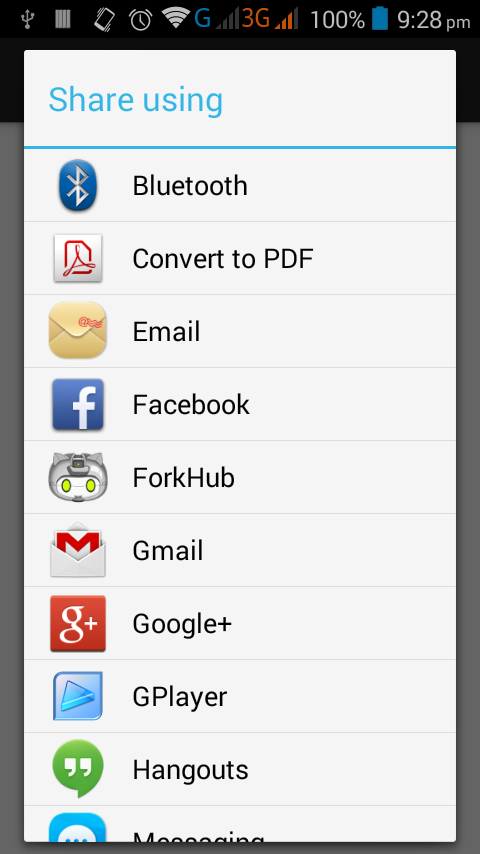 G 3G 100% 9:28 pm
Share using
Bluetooth
Convert to PDF
Email
Facebook
ForkHub
Gmail
Google+
GPlayer
Hangouts
Messaging